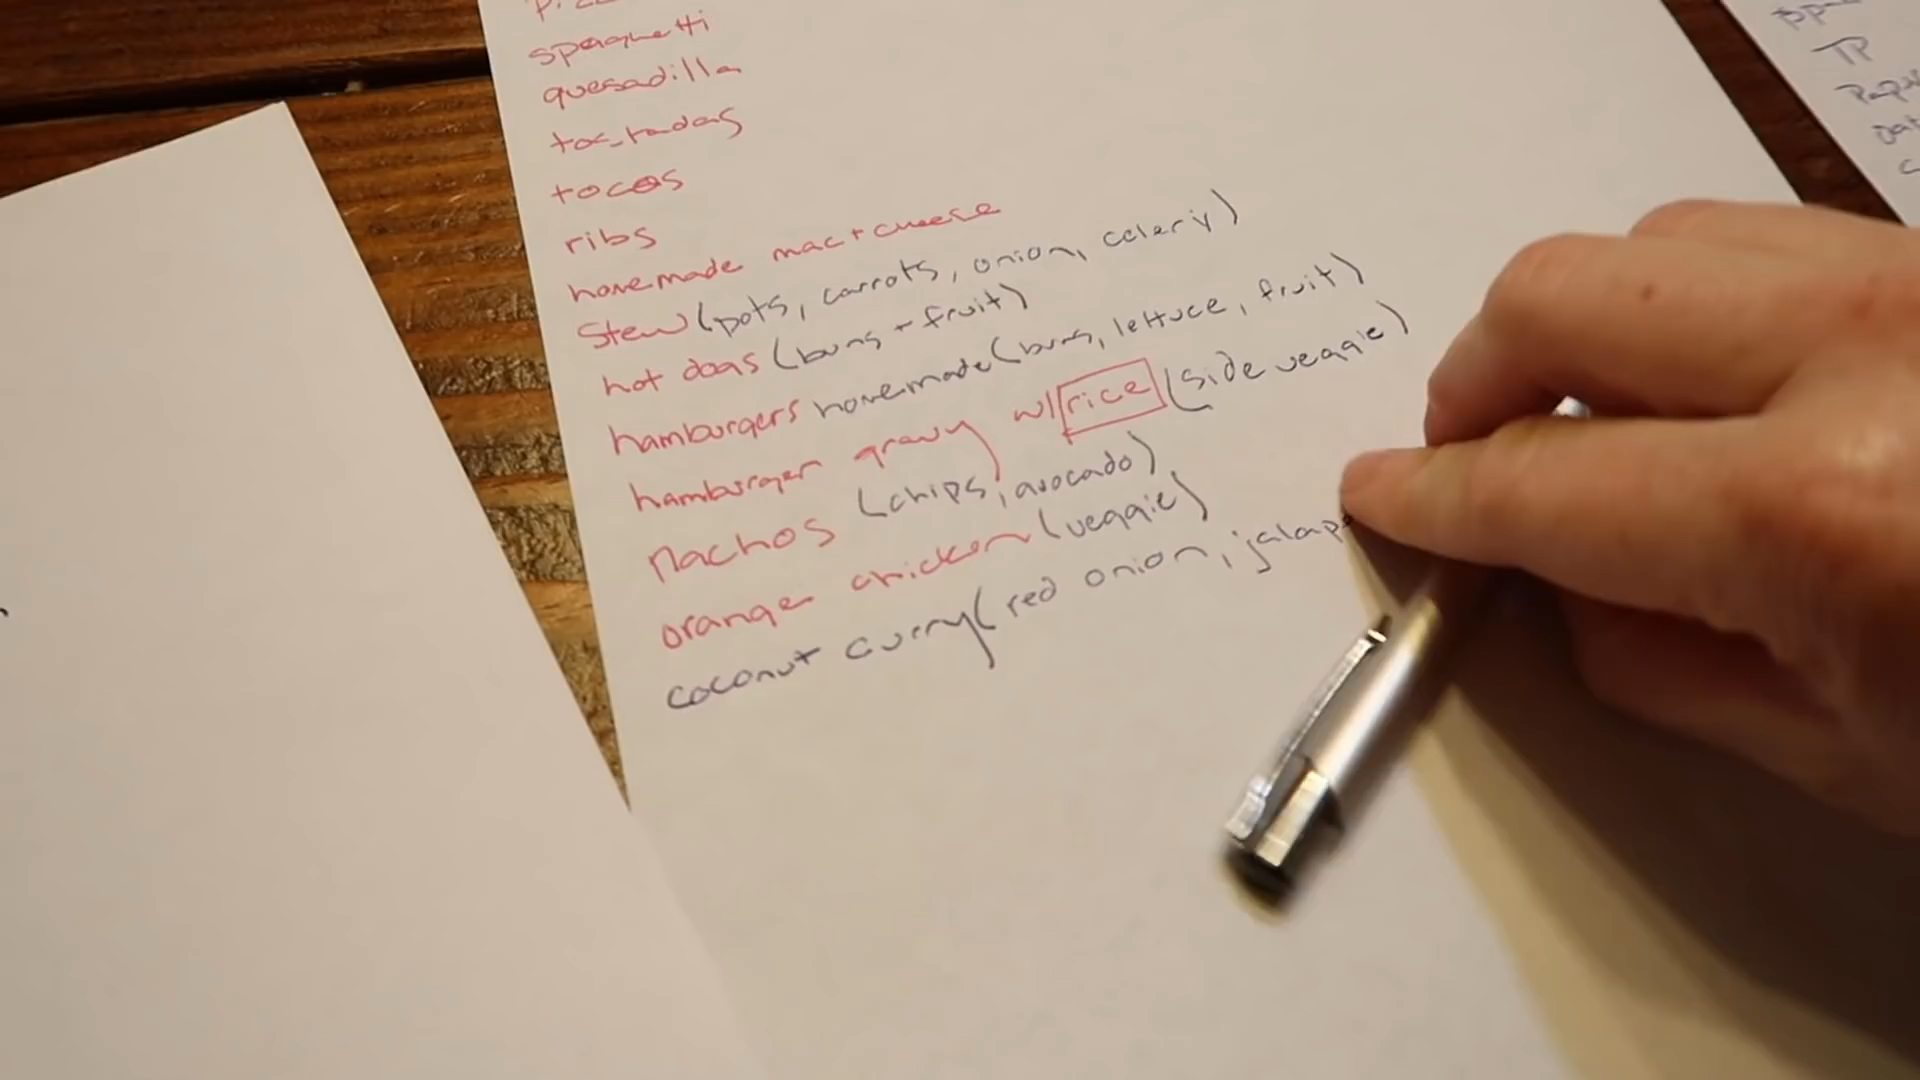 spaghetti
quesadilla
tostadas
tacos
ribs
homemade mac + cheese
Stew (pots, carrots, onion, celery)
hot dogs (buns + fruit)
hamburgers homemade (buns, lettuce, fruit)
hamburger gravy w/ rice (side veggie)
nachos (chips, avocado)
orange chicken (veggie)
coconut curry (red onion, jalap
TP